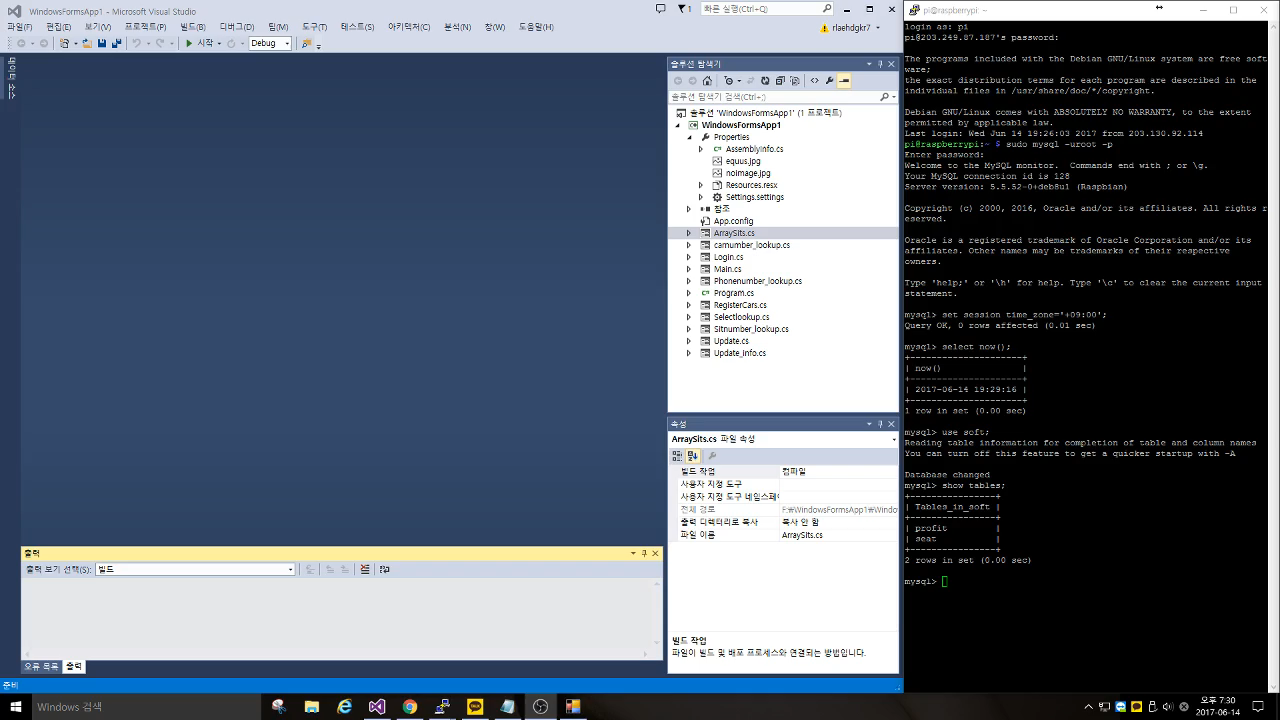 WindowsFormsApp1 - Microsoft Visual Studio
1
빠른 실행(Ctrl+Q)
rlaehdgkr7
파일(F)
편집(E)
보기(V)
프로젝트(P)
빌드(B)
Debug
솔루션 탐색기
솔루션 탐색기 검색(Ctrl+;)
솔루션 'WindowsFormsApp1' (1 프로젝트)
WindowsFormsApp1
Properties
AssemblyInfo.cs
equus.jpg
noimage.jpg
Resources.resx
Settings.settings
참조
App.config
ArraySits.cs
carnumber_lookup.cs
Login.cs
Main.cs
Phonenumber_lookup.cs
Program.cs
RegisterCars.cs
Selectlookup.cs
Sitnumber_lookup.cs
Update.cs
Update_Info.cs
속성
ArraySits.cs 파일 속성
빌드 작업 컴파일
사용자 지정 도구
사용자 지정 도구 네임스페이
전체 경로 F:\WindowsFormsApp1\Windo
출력 디렉터리로 복사 복사 안 함
파일 이름 ArraySits.cs
빌드 작업
파일이 빌드 및 배포 프로세스와 연결되는 방법입니다.
출력
출력 보기 선택(S): 빌드
오류 목록 출력
준비
pi@raspberrypi: ~
login as: pi
pi@203.249.87.187's password:
The programs included with the Debian GNU/Linux system are free soft
ware;
the exact distribution terms for each program are described in the
individual files in /usr/share/doc/*/copyright.
Debian GNU/Linux comes with ABSOLUTELY NO WARRANTY, to the extent
permitted by applicable law.
Last login: Wed Jun 14 19:26:03 2017 from 203.130.92.114
pi@raspberrypi:~ $ sudo mysql -uroot -p
Enter password:
Welcome to the MySQL monitor.  Commands end with ; or \g.
Your MySQL connection id is 128
Server version: 5.5.52-0+deb8u1 (Raspbian)
Copyright (c) 2000, 2016, Oracle and/or its affiliates. All rights r
eserved.
Oracle is a registered trademark of Oracle Corporation and/or its
affiliates. Other names may be trademarks of their respective
owners.
Type 'help;' or '\h' for help. Type '\c' to clear the current input
statement.
mysql> set session time_zone='+09:00';
Query OK, 0 rows affected (0.01 sec)
mysql> select now();
+---------------------+
| now()               |
+---------------------+
| 2017-06-14 19:29:16 |
+---------------------+
1 row in set (0.00 sec)
mysql> use soft;
Reading table information for completion of table and column names
You can turn off this feature to get a quicker startup with -A
Database changed
mysql> show tables;
+----------------+
| Tables_in_soft |
+----------------+
| profit         |
| seat           |
+----------------+
2 rows in set (0.00 sec)
mysql>
Windows 검색
오후 7:30
2017-06-14